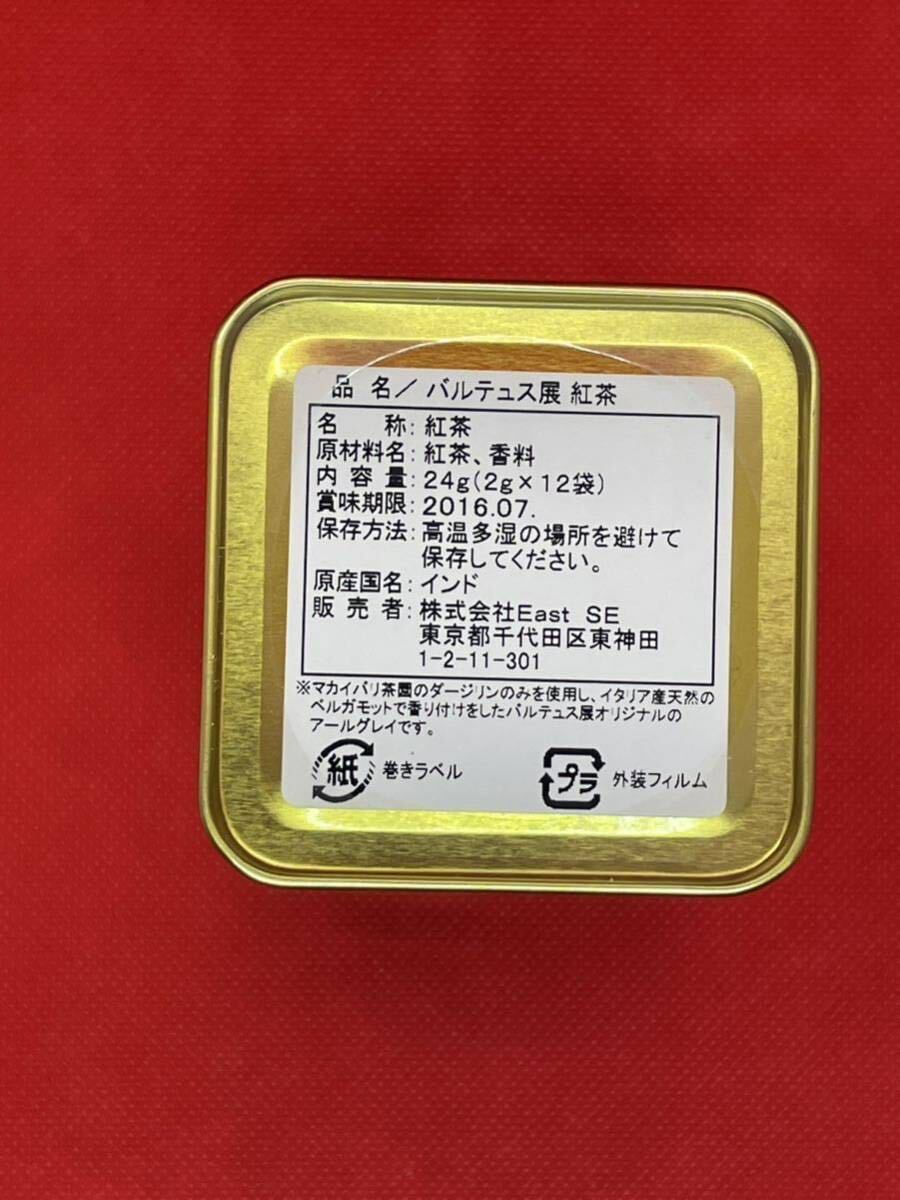 品 名／ バルテュス展 紅茶
名 称: 紅茶
原材料名: 紅茶、香料
内 容 量: 24g(2g×12袋)
賞味期限: 2016.07.
保存方法: 高温多湿の場所を避けて
保存してください。
原産国名: インド
販 売 者: 株式会社East SE
東京都千代田区東神田
1-2-11-301
※マカイバリ茶園のダージリンのみを使用し、イタリア産天然の
ベルガモットで香り付けをしたバルテュス展オリジナルの
アールグレイです。
紙 巻きラベル
プラ 外装フィルム